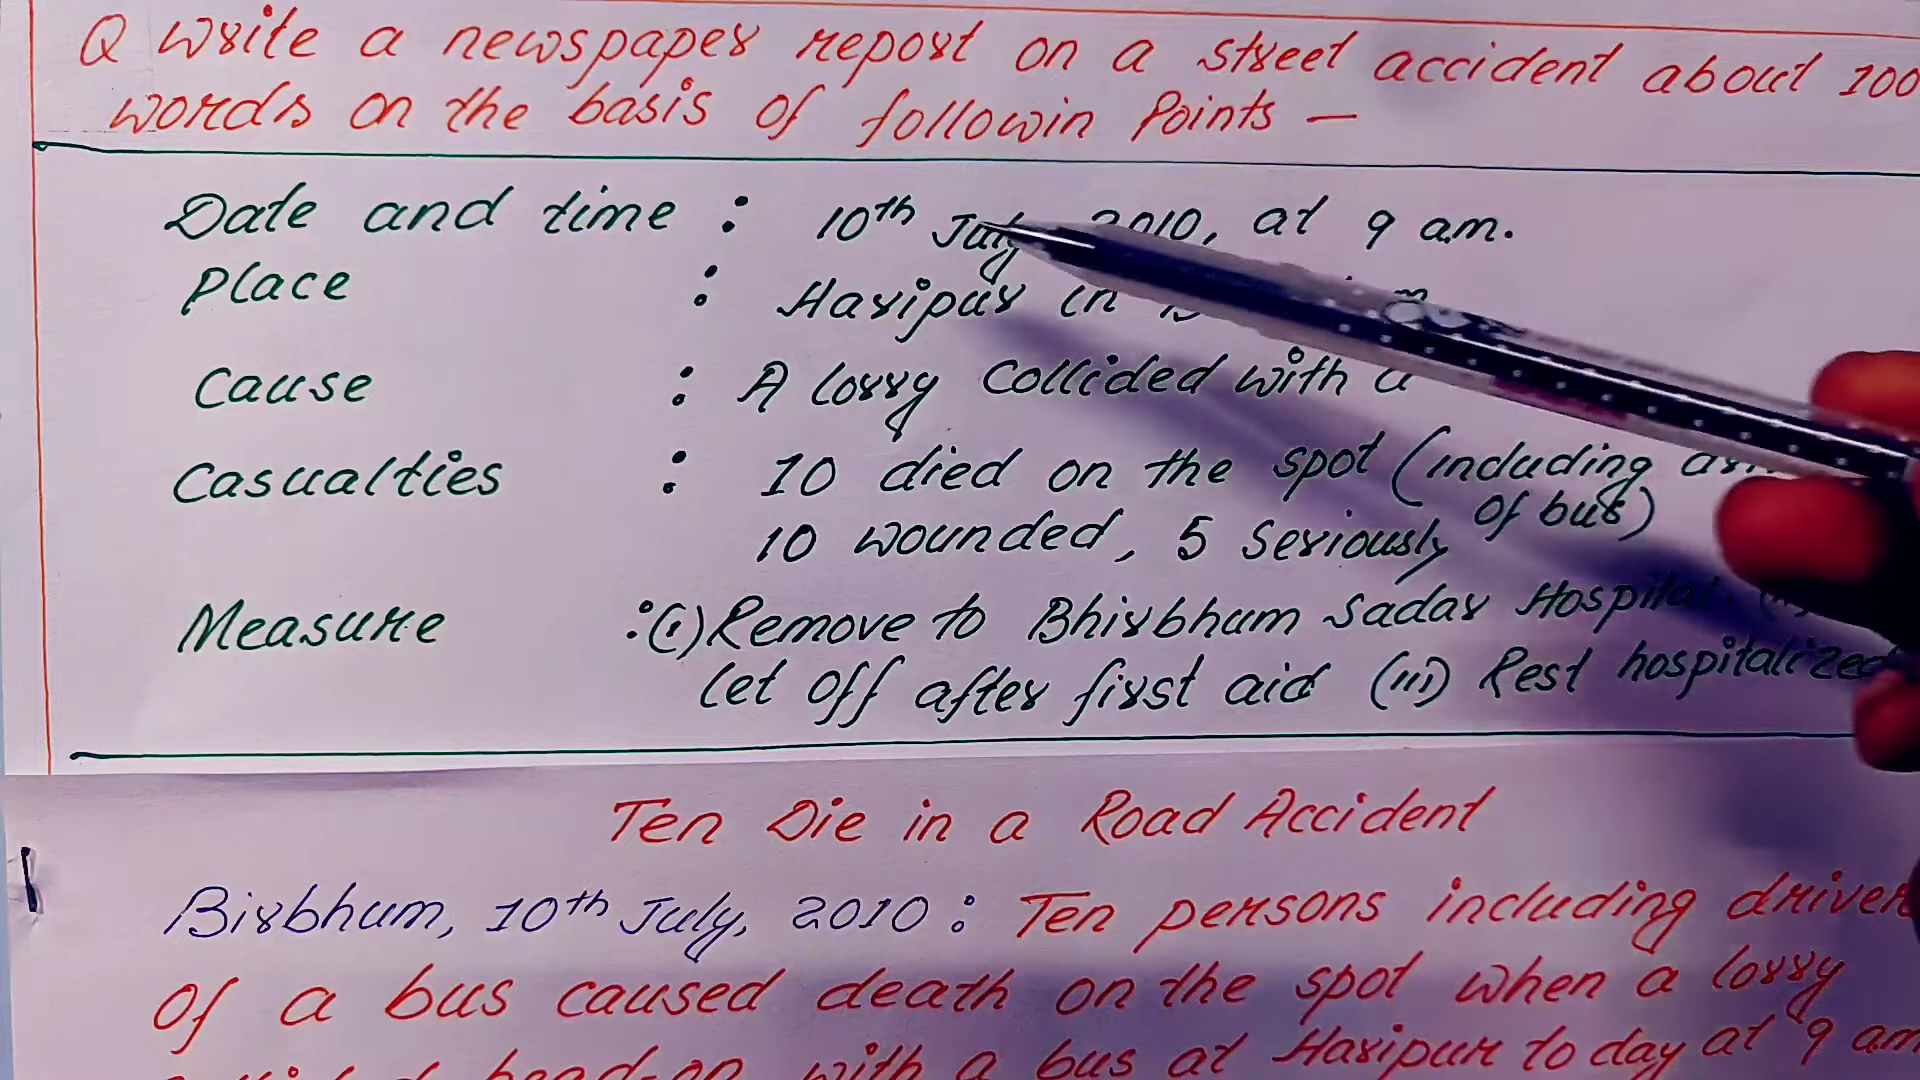 Q Write a newspaper report on a street accident about 100
words on the basis of followin Points —
Date and time : 10th July 2010, at 9 a.m.
Place : Haripur in
Cause : A lorry collided with a
Casualties : 10 died on the spot (including
of bus)
10 wounded, 5 Seriously
Measure :(i) Remove to Bhirbhum Sadar Hospital.
let off after first aid (iii) Rest hospitalized
Ten Die in a Road Accident
Birbhum, 10th July, 2010 : Ten persons including driver
of a bus caused death on the spot when a lorry
head-on with a bus at Haripur today at 9 am